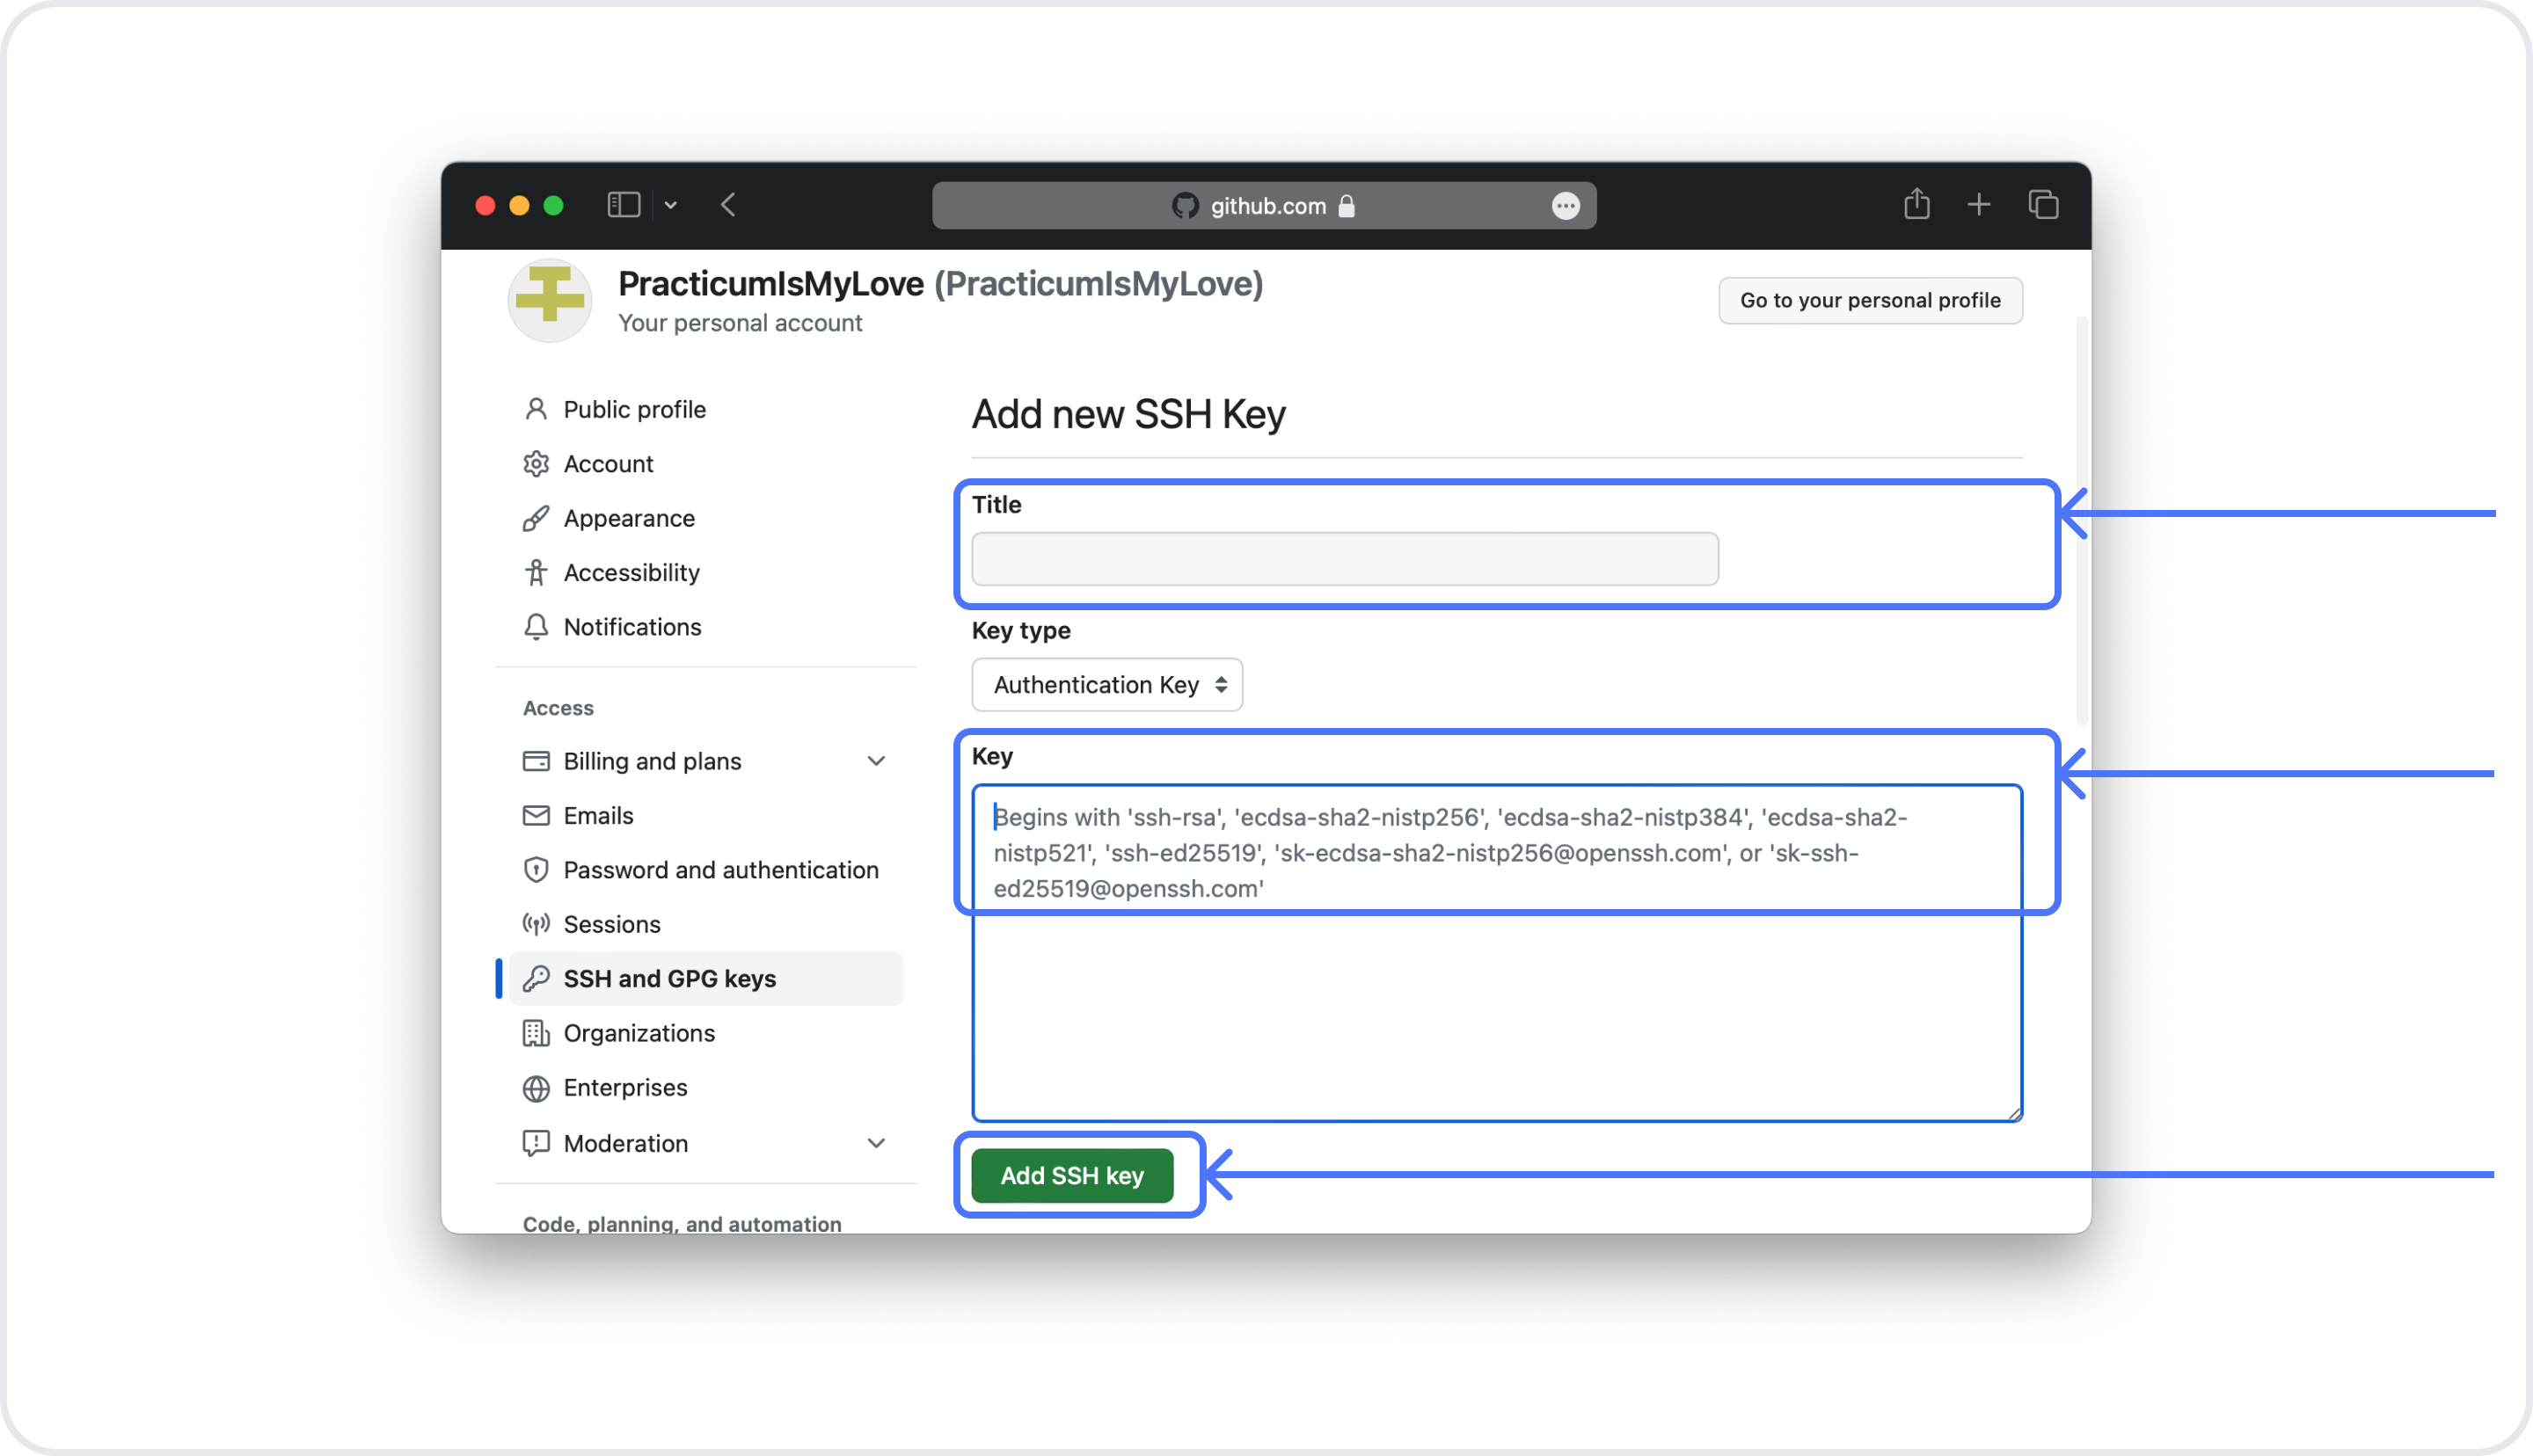 github.com
PracticumIsMyLove (PracticumIsMyLove)
Your personal account
Go to your personal profile
Public profile
Account
Appearance
Accessibility
Notifications
Access
Billing and plans
Emails
Password and authentication
Sessions
SSH and GPG keys
Organizations
Enterprises
Moderation
Code, planning, and automation
Add new SSH Key
Title
Key type
Authentication Key
Key
Begins with 'ssh-rsa', 'ecdsa-sha2-nistp256', 'ecdsa-sha2-nistp384', 'ecdsa-sha2-
nistp521', 'ssh-ed25519', 'sk-ecdsa-sha2-nistp256@openssh.com', or 'sk-ssh-
ed25519@openssh.com'
Add SSH key